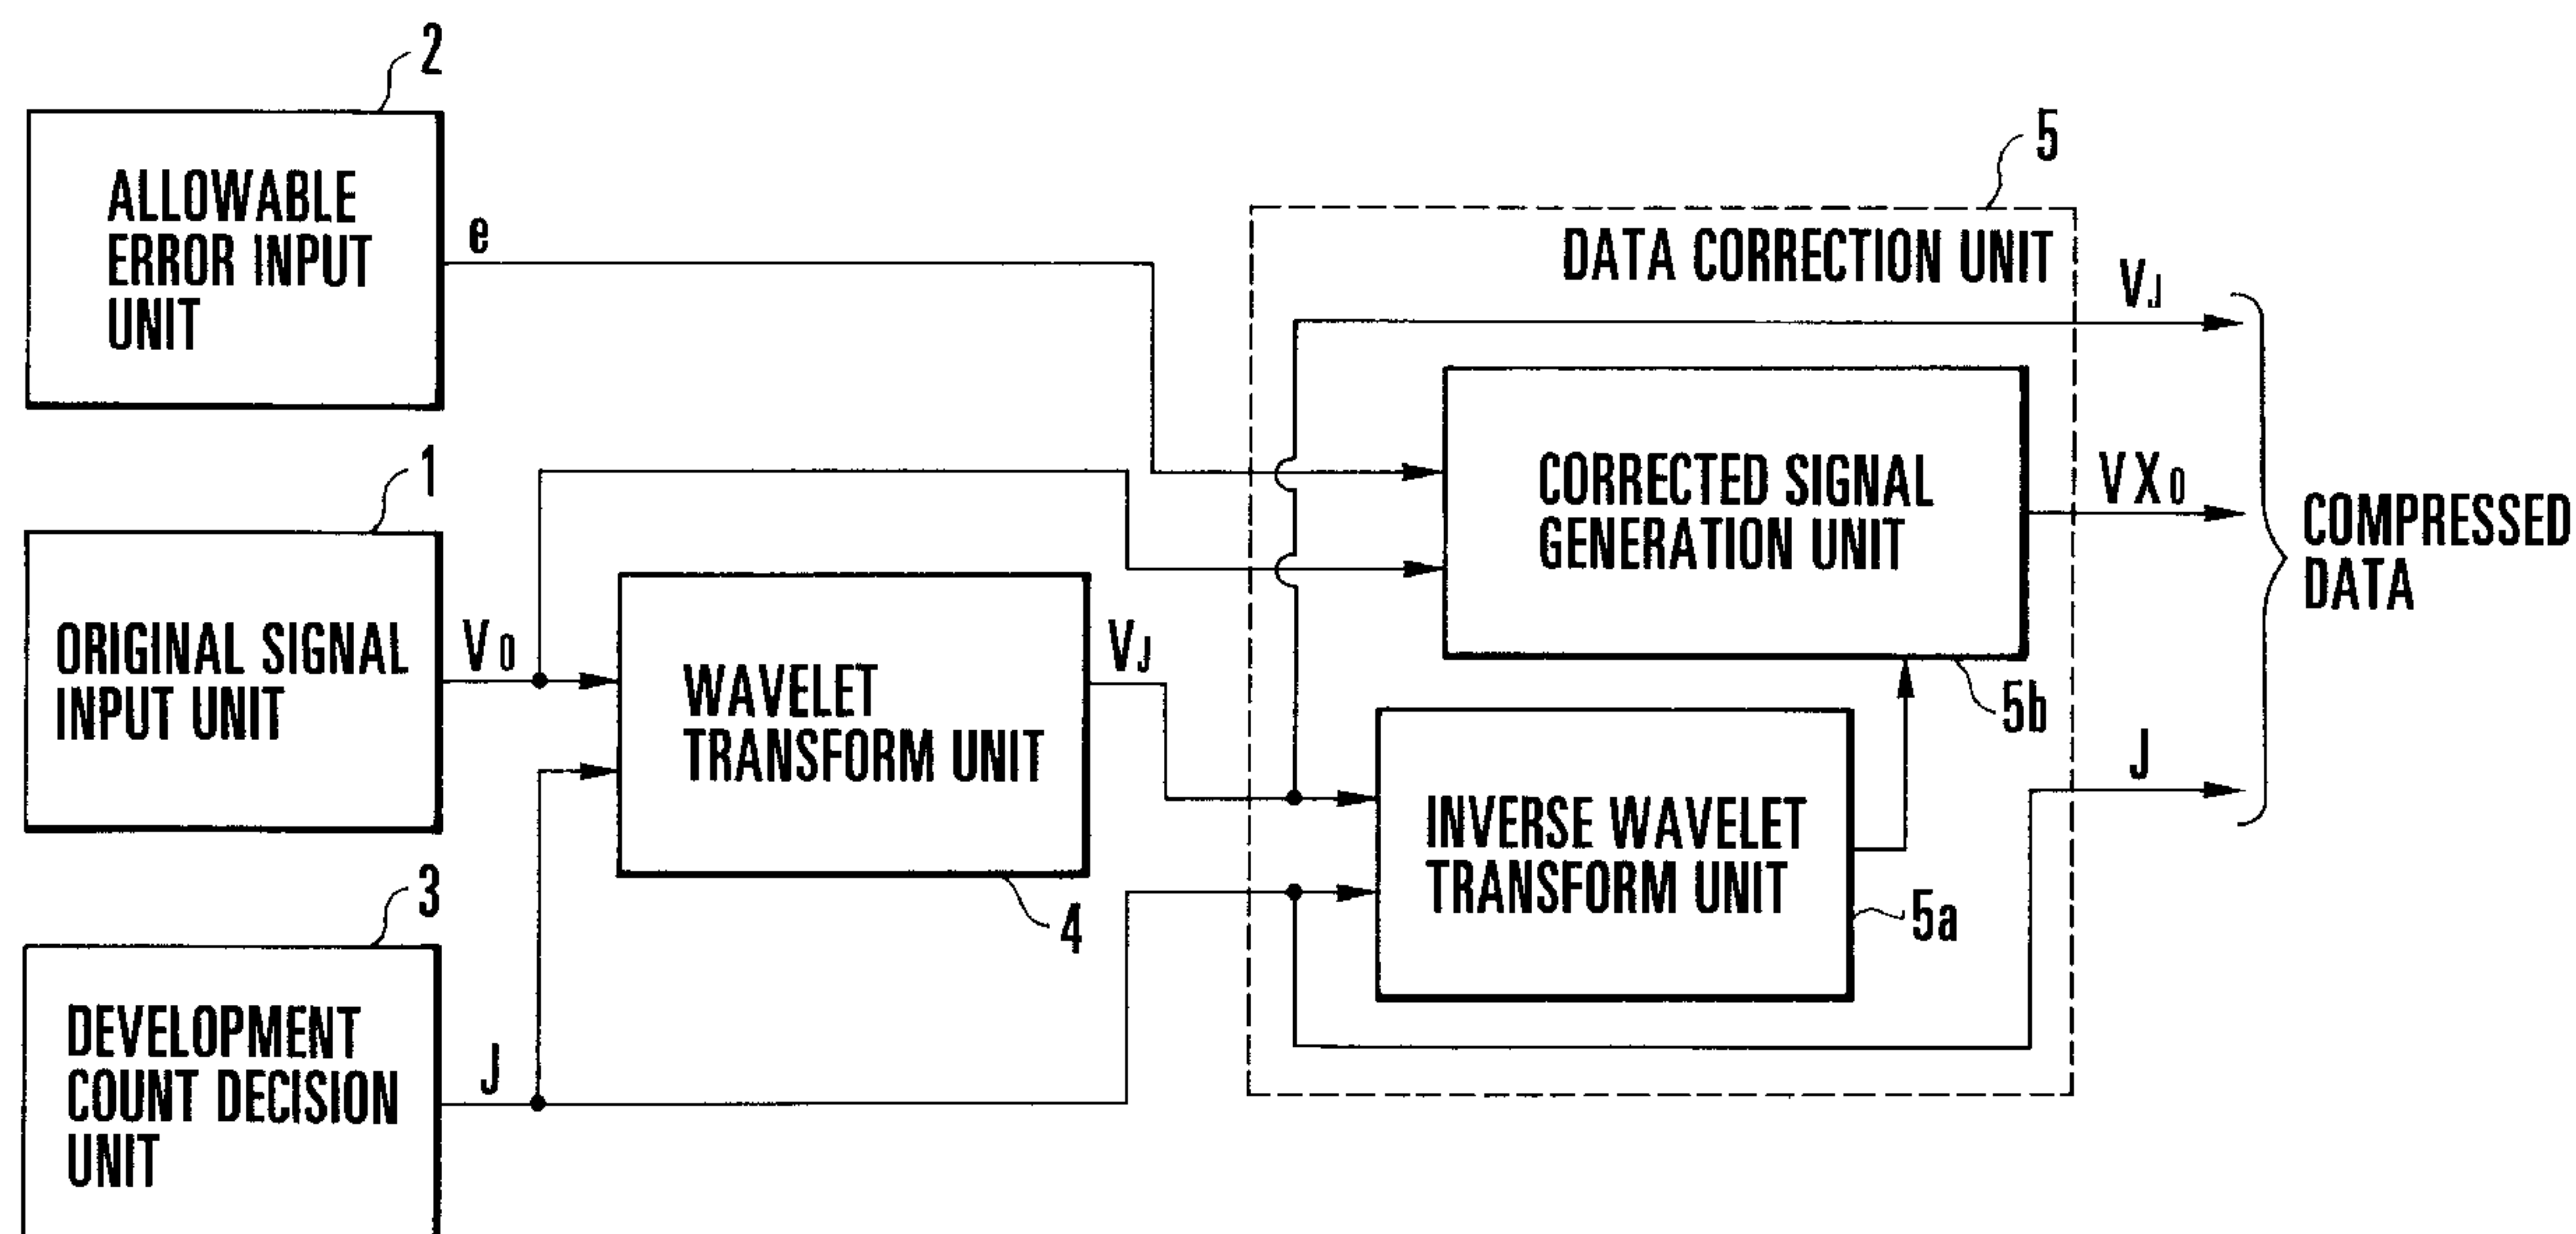 2
ALLOWABLE
ERROR INPUT
UNIT
e
1
ORIGINAL SIGNAL
INPUT UNIT
V0
3
DEVELOPMENT
COUNT DECISION
UNIT
J
WAVELET
TRANSFORM UNIT
4
VJ
5
DATA CORRECTION UNIT
CORRECTED SIGNAL
GENERATION UNIT
5b
INVERSE WAVELET
TRANSFORM UNIT
5a
VJ
VX0
J
COMPRESSED
DATA